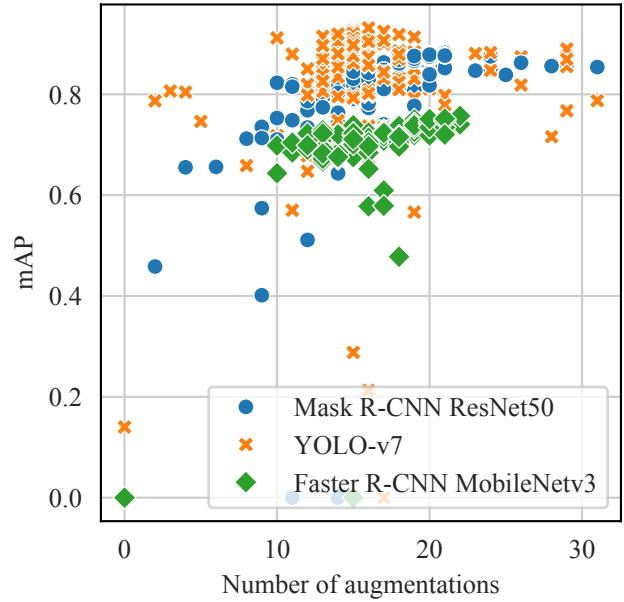 0.8
0.6
0.4
0.2
0.0
mAP
Mask R-CNN ResNet50
YOLO-v7
Faster R-CNN MobileNetv3
0 10 20 30
Number of augmentations